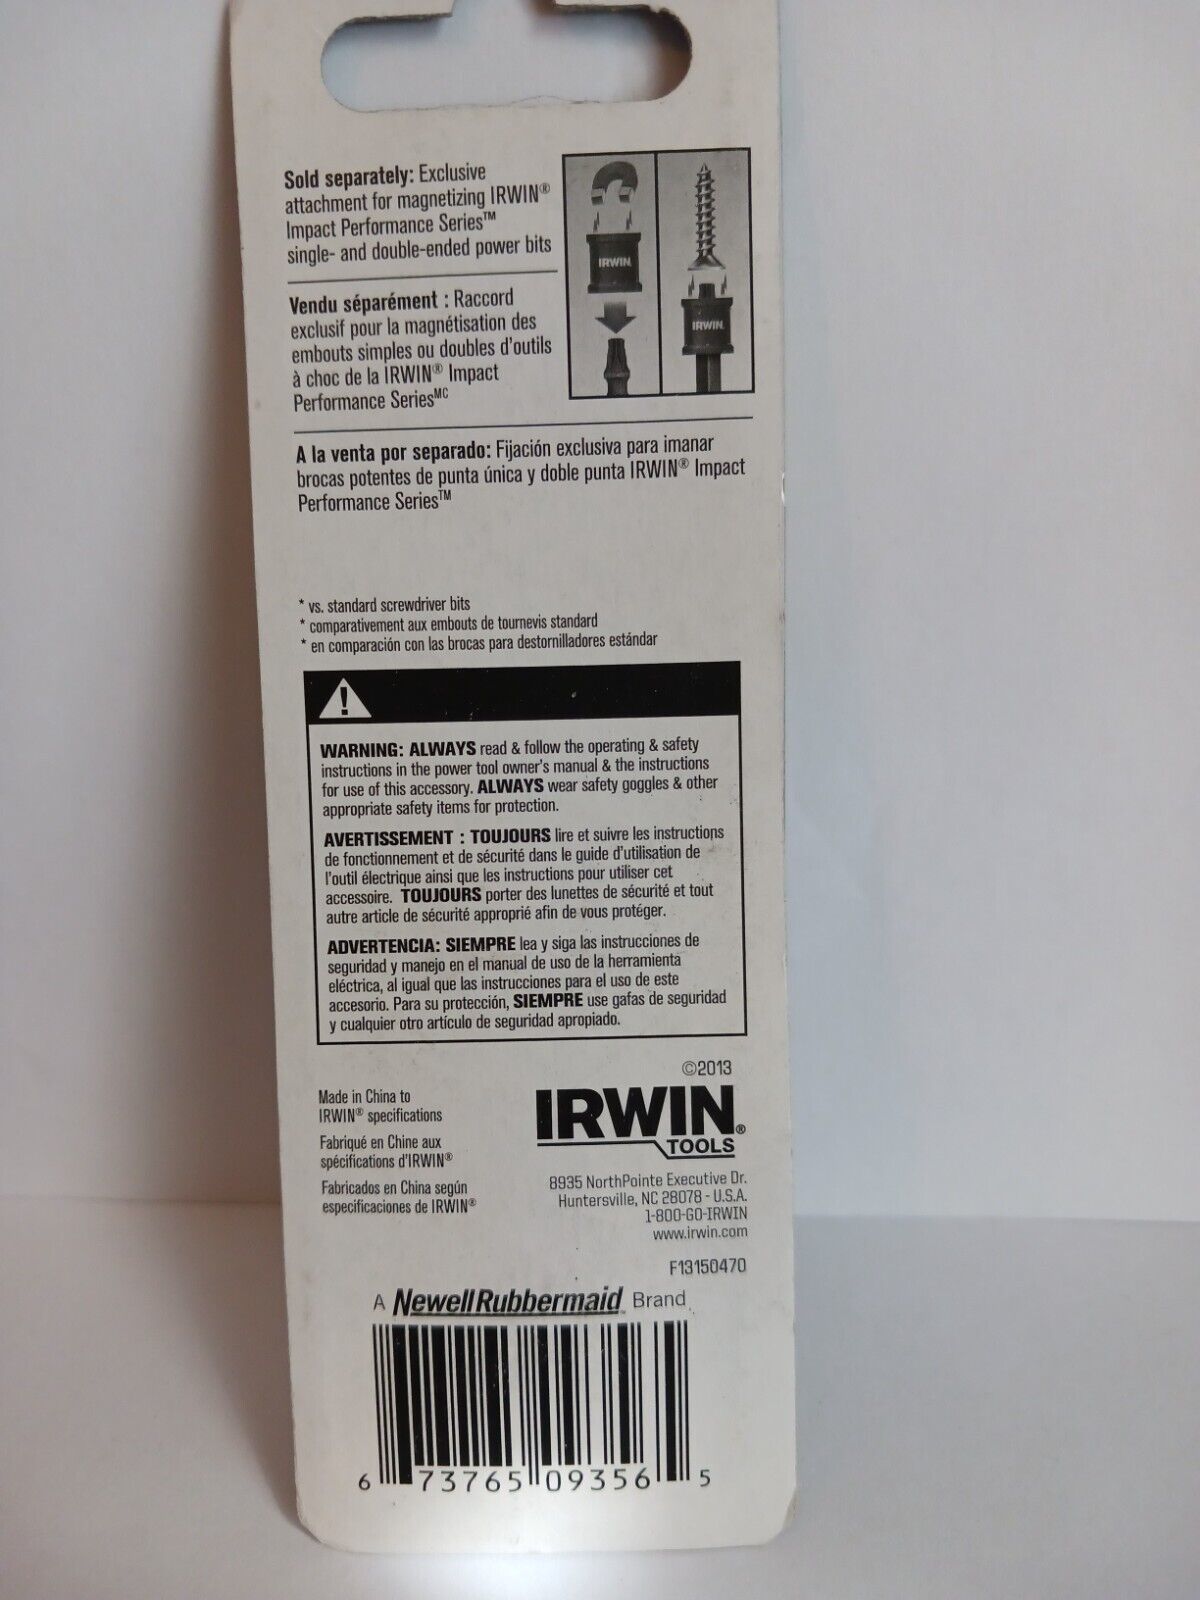 Sold separately: Exclusive
attachment for magnetizing IRWIN®
Impact Performance Series™
single- and double-ended power bits
Vendu séparément : Raccord
exclusif pour la magnétisation des
embouts simples ou doubles d'outils
à choc de la IRWIN® Impact
Performance Series MC
IRWIN
IRWIN
A la venta por separado: Fijación exclusiva para imanar
brocas potentes de punta única y doble punta IRWIN® Impact
Performance Series™
* vs. standard screwdriver bits
* comparativement aux embouts de tournevis standard
* en comparación con las brocas para destornilladores estándar
WARNING: ALWAYS read & follow the operating & safety
instructions in the power tool owner's manual & the instructions
for use of this accessory. ALWAYS wear safety goggles & other
appropriate safety items for protection.
AVERTISSEMENT : TOUJOURS lire et suivre les instructions
de fonctionnement et de sécurité dans le guide d'utilisation de
l'outil électrique ainsi que les instructions pour utiliser cet
accessoire. TOUJOURS porter des lunettes de sécurité et tout
autre article de sécurité approprié afin de vous protéger.
ADVERTENCIA: SIEMPRE lea y siga las instrucciones de
seguridad y manejo en el manual de uso de la herramienta
eléctrica, al igual que las instrucciones para el uso de este
accesorio. Para su protección, SIEMPRE use gafas de seguridad
y cualquier otro artículo de seguridad apropiado.
Made in China to
IRWIN® specifications
Fabriqué en Chine aux
spécifications d'IRWIN®
Fabricados en China según
especificaciones de IRWIN®
©2013
IRWIN®
TOOLS
8935 NorthPointe Executive Dr.
Huntersville, NC 28078 - U.S.A.
1-800-GO-IRWIN
www.irwin.com
F13150470
A NewellRubbermaid Brand
6 73765 09356 5